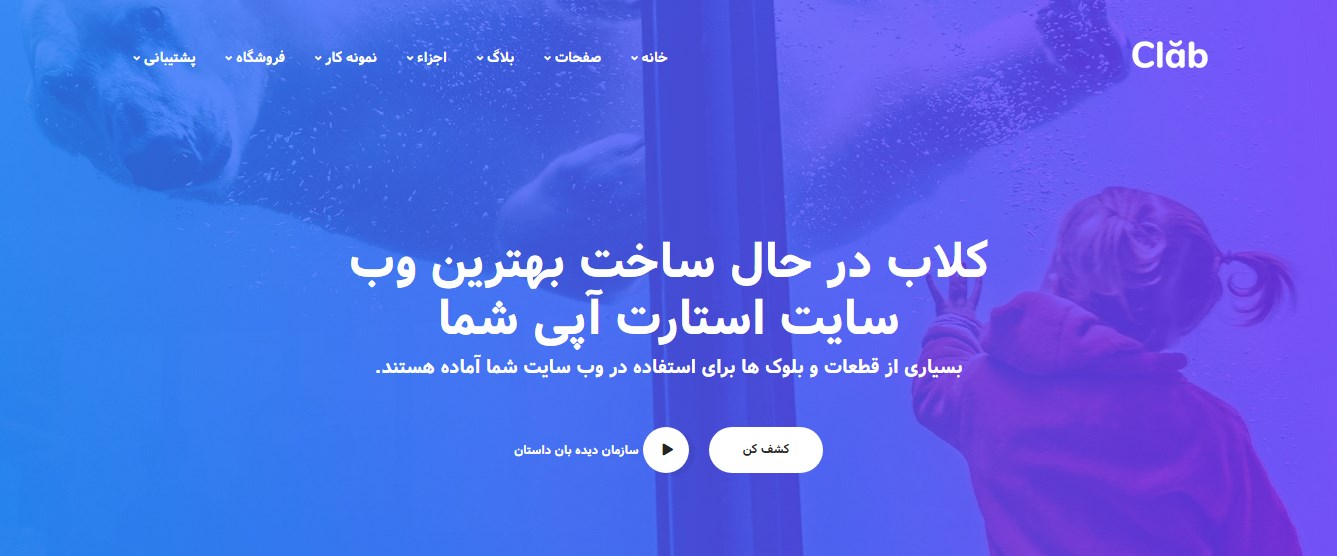 Clăb
خانه
صفحات
بلاگ
اجزاء
نمونه کار
فروشگاه
پشتیبانی
کلاب در حال ساخت بهترین وب
سایت استارت آپی شما
بسیاری از قطعات و بلوک ها برای استفاده در وب سایت شما آماده هستند.
کشف کن
سازمان دیده بان داستان